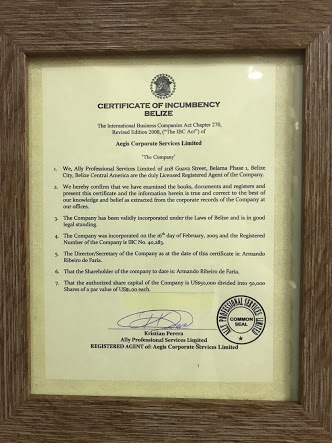 CERTIFICATE OF INCUMBENCY
BELIZE
The International Business Companies Act Chapter 270,
Revised Edition 2000, ("The IBC Act") of
Aegis Corporate Services Limited
'The Company'
1. We, Ally Professional Services Limited of 2118 Guava Street, Belama Phase 1, Belize
City, Belize Central America are the duly Licensed Registered Agent of the Company.
2. We hereby confirm that we have examined the books, documents and registers and
present this certificate and the information herein is true and correct to the best of
our knowledge and belief as extracted from the corporate records of the Company at
our offices.
3. The Company has been validly incorporated under the Laws of Belize and is in good
legal standing.
4. The Company was incorporated on the 16th day of February, 2005 and the Registered
Number of the Company is IBC No. 40,285.
5. The Director/Secretary of the Company as at the date of this certificate is: Armando
Ribeiro de Faria.
6. That the Shareholder of the company to date is: Armando Ribeiro de Faria.
7. That the authorized share capital of the Company is US$50,000 divided into 50,000
Shares of a par value of US$1.00 each.
Kristian Perera
Ally Professional Services Limited
REGISTERED AGENT of: Aegis Corporate Services Limited
ALLY PROFESSIONAL SERVICES LIMITED
COMMON
SEAL